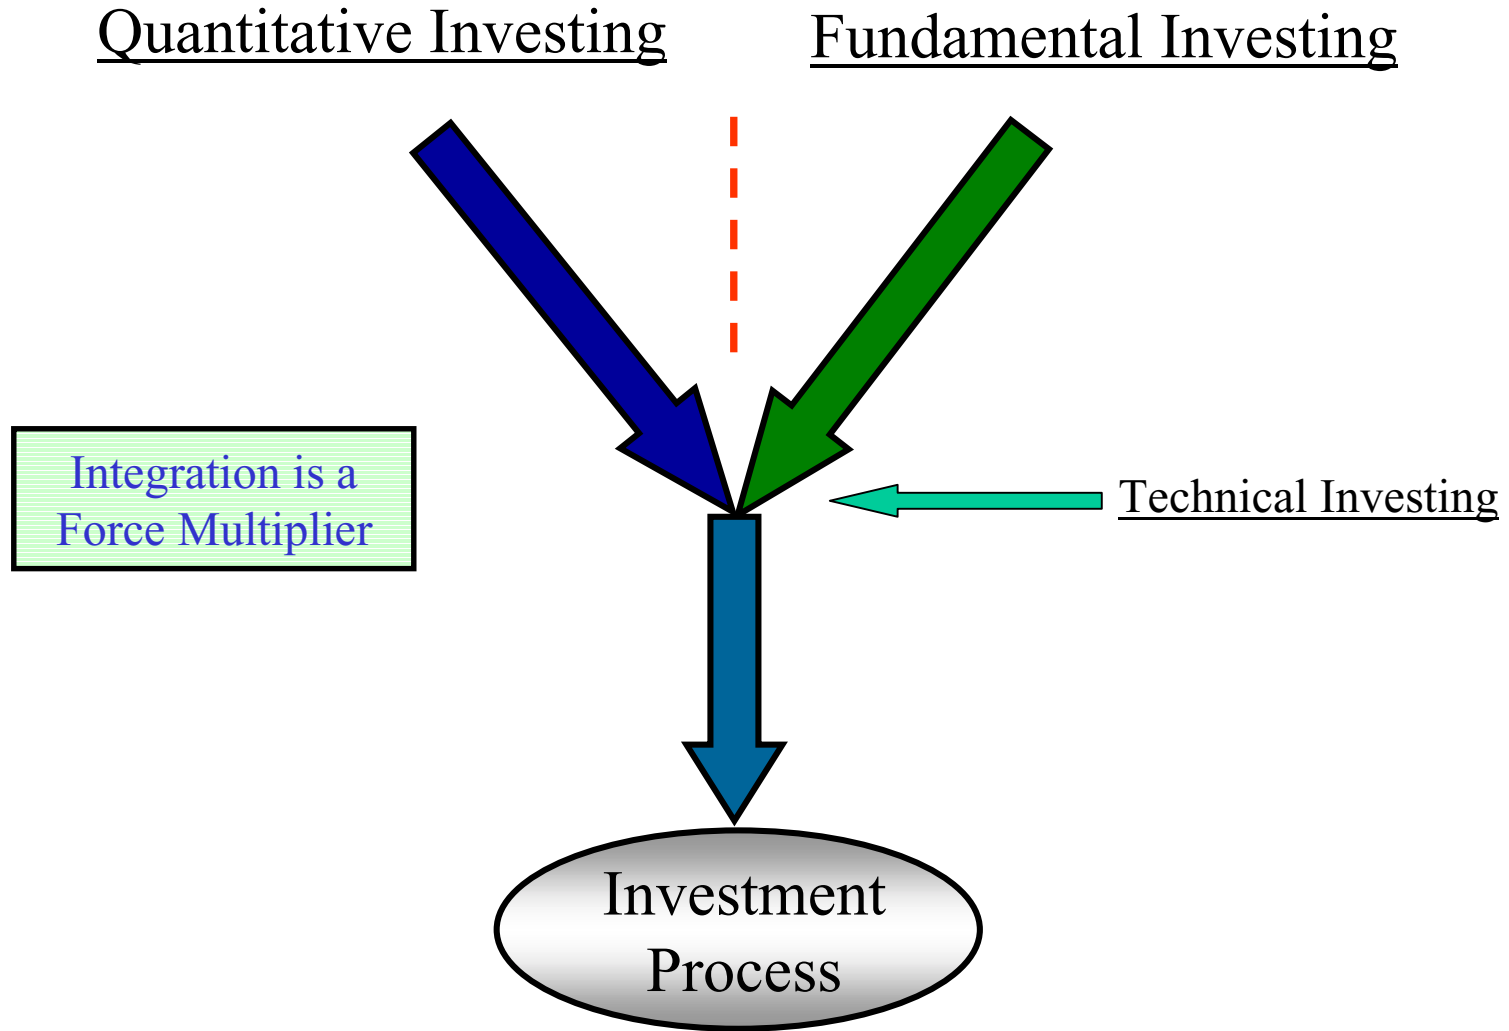 Quantitative Investing
Fundamental Investing
Integration is a
Force Multiplier
Technical Investing
Investment
Process